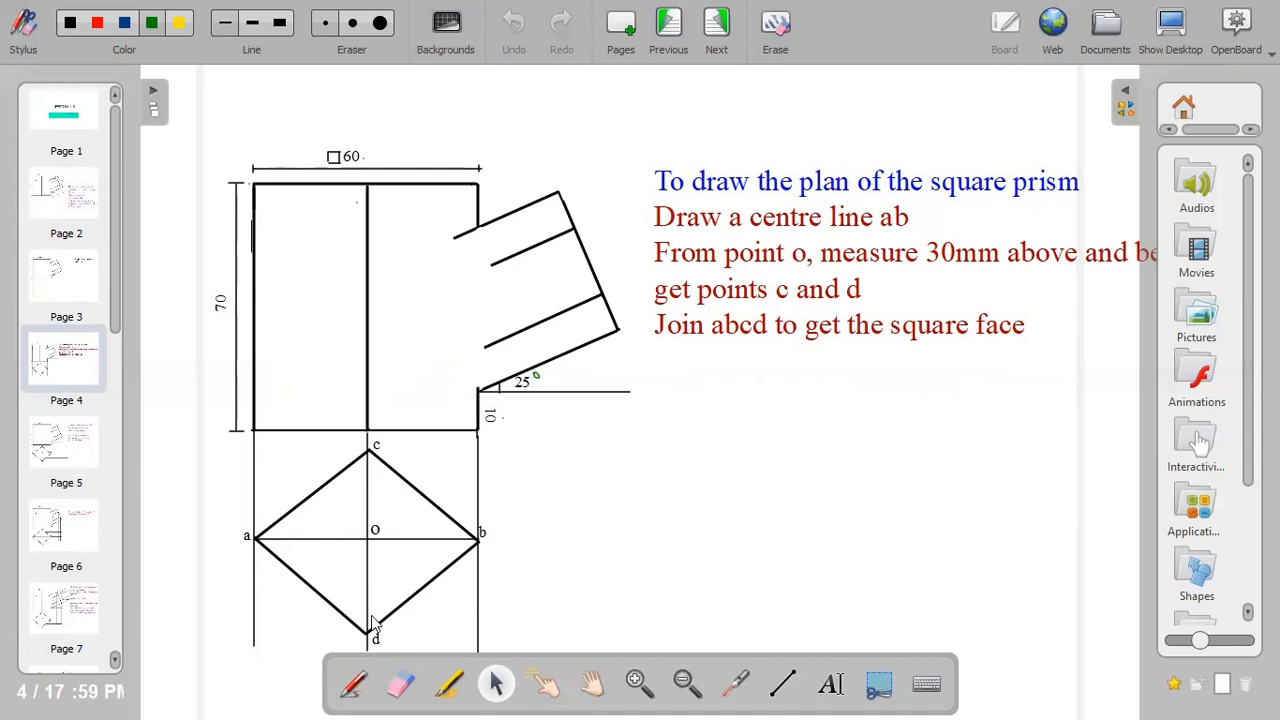 Stylus
Color
Line
Eraser
Backgrounds
Undo
Redo
Pages
Previous
Next
Erase
Board
Web
Documents
Show Desktop
OpenBoard
Page 1
Page 2
Page 3
Page 4
Page 5
Page 6
Page 7
4 / 17 :59 PM
60
70
25°
10
c
a
o
b
d
To draw the plan of the square prism
Draw a centre line ab
From point o, measure 30mm above and be
get points c and d
Join abcd to get the square face
Audios
Movies
Pictures
Animations
Interactivi...
Applicati...
Shapes